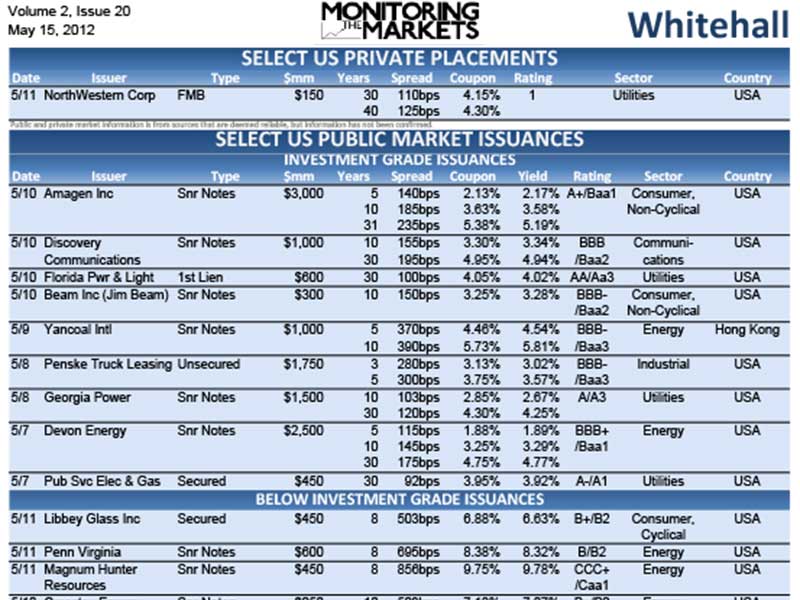 Volume 2, Issue 20
May 15, 2012
MONITORING THE MARKETS
Whitehall
SELECT US PRIVATE PLACEMENTS
Date Issuer Type $mm Years Spread Coupon Rating Sector Country
5/11 NorthWestern Corp FMB $150 30 110bps 4.15% 1 Utilities USA
40 125bps 4.30%
Public and private market information is from sources that are deemed reliable, but information has not been confirmed.
SELECT US PUBLIC MARKET ISSUANCES
INVESTMENT GRADE ISSUANCES
Date Issuer Type $mm Years Spread Coupon Yield Rating Sector Country
5/10 Amagen Inc Snr Notes $3,000 5 140bps 2.13% 2.17% A+/Baa1 Consumer, USA
10 185bps 3.63% 3.58% Non-Cyclical
31 235bps 5.38% 5.19%
5/10 Discovery Snr Notes $1,000 10 155bps 3.30% 3.34% BBB Communi- USA
Communications 30 195bps 4.95% 4.94% /Baa2 cations
5/10 Florida Pwr & Light 1st Lien $600 30 100bps 4.05% 4.02% AA/Aa3 Utilities USA
5/10 Beam Inc (Jim Beam) Snr Notes $300 10 150bps 3.25% 3.28% BBB- Consumer, USA
/Baa2 Non-Cyclical
5/9 Yancoal Intl Snr Notes $1,000 5 370bps 4.46% 4.54% BBB- Energy Hong Kong
10 390bps 5.73% 5.81% /Baa3
5/8 Penske Truck Leasing Unsecured $1,750 3 280bps 3.13% 3.02% BBB- Industrial USA
5 300bps 3.75% 3.57% /Baa3
5/8 Georgia Power Snr Notes $1,500 10 103bps 2.85% 2.67% A/A3 Utilities USA
30 120bps 4.30% 4.25%
5/7 Devon Energy Snr Notes $2,500 5 115bps 1.88% 1.89% BBB+ Energy USA
10 145bps 3.25% 3.29% /Baa1
30 175bps 4.75% 4.77%
5/7 Pub Svc Elec & Gas Secured $450 30 92bps 3.95% 3.92% A-/A1 Utilities USA
BELOW INVESTMENT GRADE ISSUANCES
5/11 Libbey Glass Inc Secured $450 8 503bps 6.88% 6.63% B+/B2 Consumer, USA
Cyclical
5/11 Penn Virginia Snr Notes $600 8 695bps 8.38% 8.32% B/B2 Energy USA
5/11 Magnum Hunter Snr Notes $450 8 856bps 9.75% 9.78% CCC+ Energy USA
Resources /Caa1